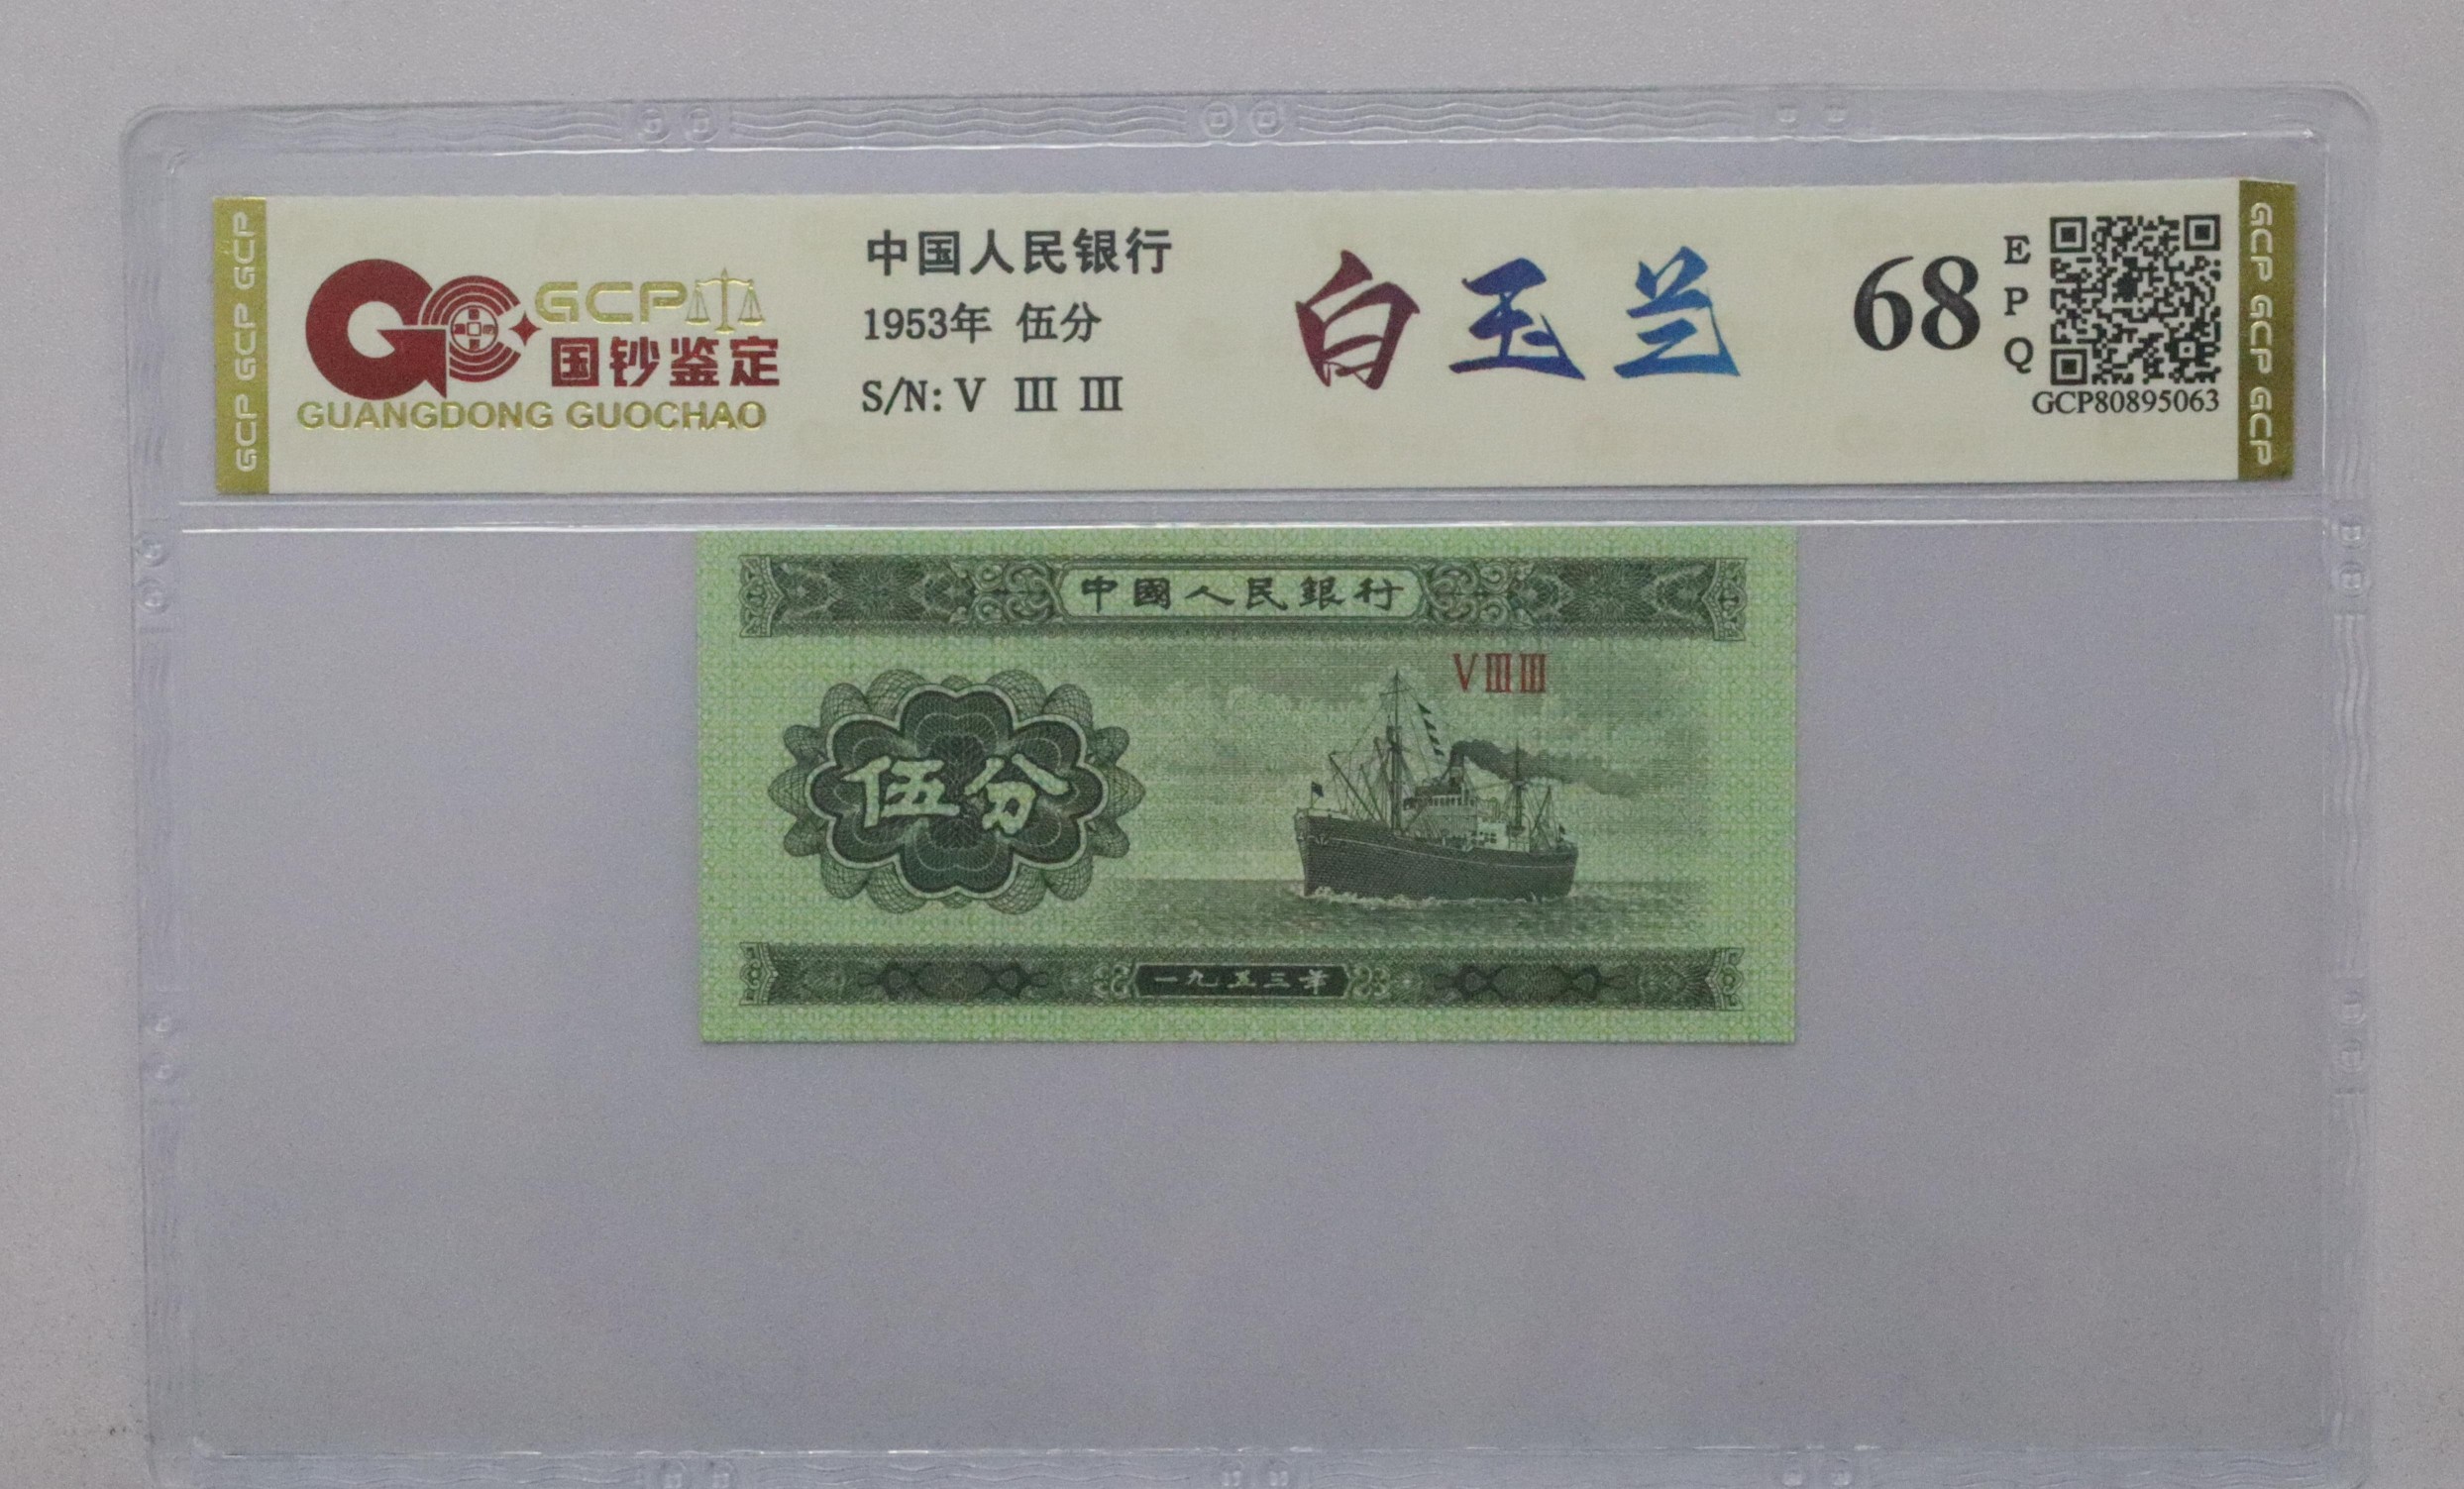 GCP GCP GCP
GCP
国钞鉴定
GUANGDONG GUOCHAO
中国人民银行
1953年 伍分
S/N: V Ⅲ Ⅲ
白玉兰
68
EPQ
GCP80895063
GCP GCP GCP
中國人民銀行
VⅢⅢ
伍分
一九五三年